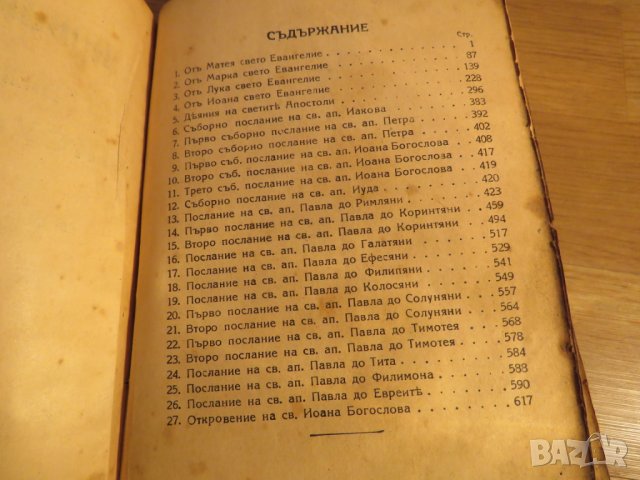 СЪДЪРЖАНИЕ
Стр.
1. Отъ Матея свето Евангелие . . . . . . . . 1
2. Отъ Марка свето Евангелие . . . . . . . . 87
3. Отъ Лука свето Евангелие . . . . . . . . 139
4. Отъ Иоана свето Евангелие . . . . . . . . 228
5. Дѣяния на светитѣ Апостоли . . . . . . . . 296
6. Съборно послание на св. ап. Иакова . . . . . 383
7. Първо съборно послание на св. ап. Петра . . . 392
8. Второ съборно послание на св. ап. Петра . . . 402
9. Първо съб. послание на св. ап. Иоана Богослова . 408
10. Второ съб. послание на св. ап. Иоана Богослоза . 417
11. Трето съб. послание на св. ап. Иоана Богослова . 419
12. Съборно послание на св. ап. Иуда . . . . . . 420
13. Послание на св. ап. Павла до Римляни . . . . 423
14. Първо послание на св. ап. Павла до Коринтяни . 459
15. Второ послание на св. ап. Павла до Коринтяни . 494
16. Послание на св. ап. Павла до Галатяни . . . . 517
17. Послание на св. ап. Павла до Ефесяни . . . . 529
18. Послание на св. ап. Павла до Филипяни . . . . 541
19. Послание на св. ап. Павла до Колосяни . . . . 549
20. Първо послание на св. ап. Павла до Солуняни . . 557
21. Второ послание на св. ап. Павла до Солуняни . . 564
22. Първо послание на св. ап. Павла до Тимотея . . 568
23. Второ послание на св. ап. Павла до Тимотея . . 578
24. Послание на св. ап. Павла до Тита . . . . . . 584
25. Послание на св. ап. Павла до Филимона . . . . 588
26. Послание на св. ап. Павла до Евреитѣ . . . . 590
27. Откровение на св. Иоана Богослова . . . . . . 617
BAZAR
bg